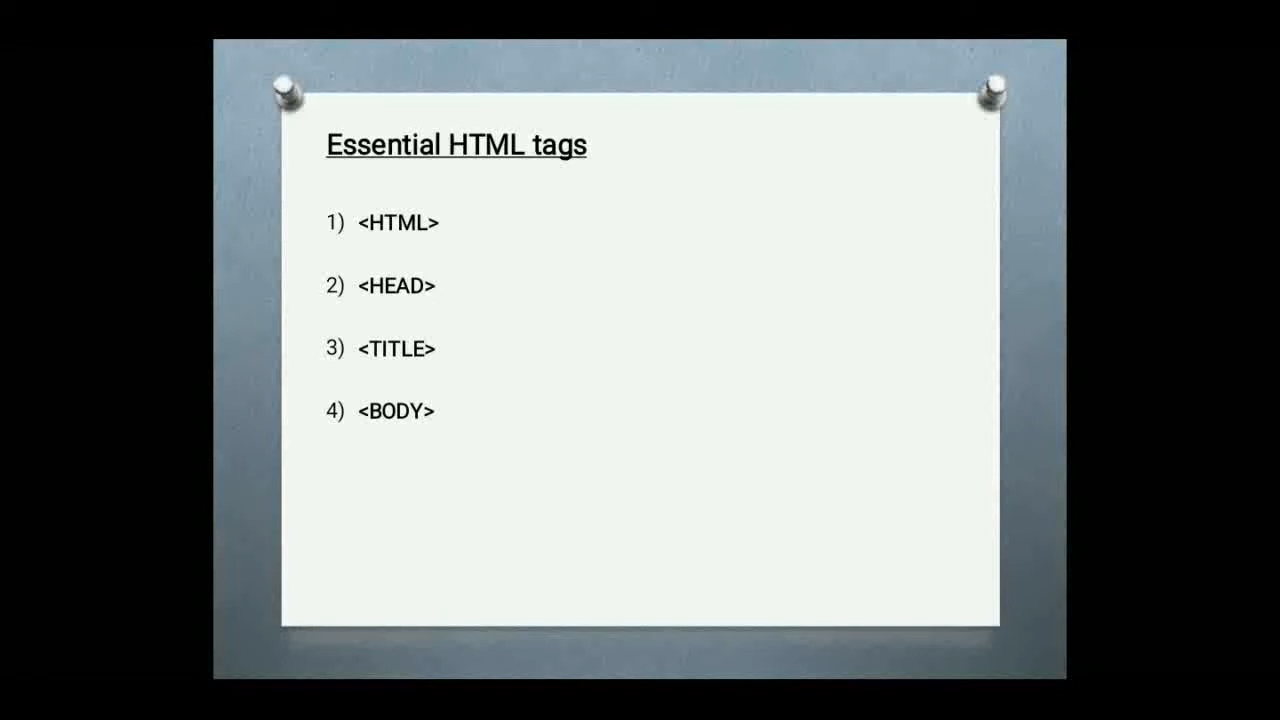 Essential HTML tags
1) <HTML>
2) <HEAD>
3) <TITLE>
4) <BODY>